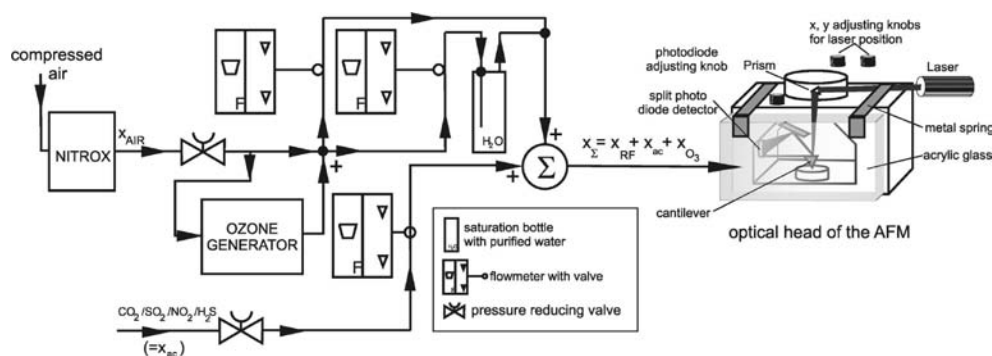 compressed
air
NITROX
x_AIR
OZONE
GENERATOR
CO₂/SO₂/NO₂/H₂S
(=x_ac)
F
F
F
H₂O
+
+
+
Σ
x_Σ = x_RF + x_ac + x_O₃
saturation bottle
with purified water
flowmeter with valve
pressure reducing valve
x, y adjusting knobs
for laser position
photodiode
adjusting knob
Prism
Laser
split photo
diode detector
metal spring
acrylic glass
cantilever
optical head of the AFM